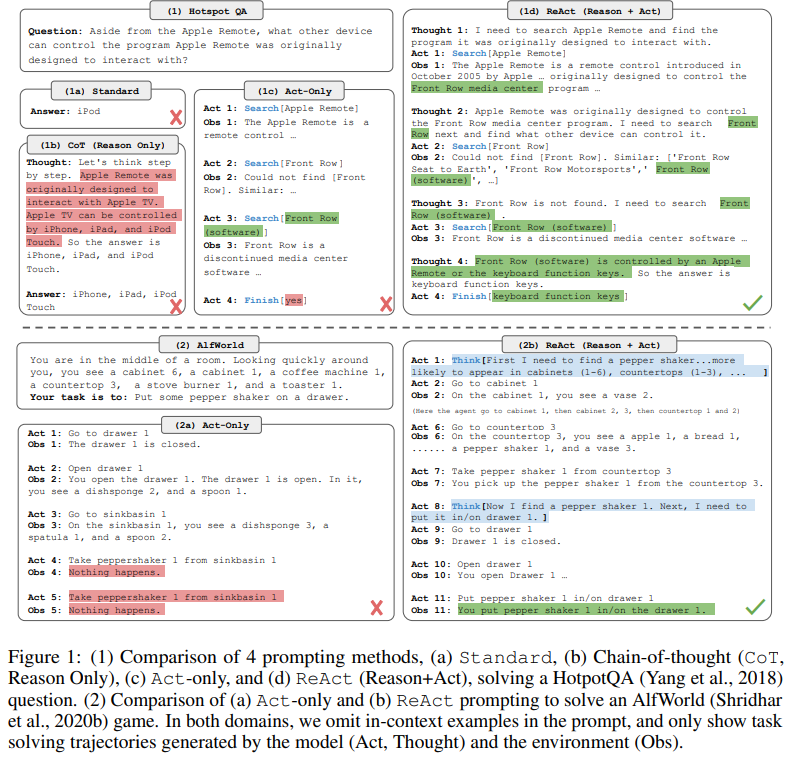 (1) Hotspot QA
Question: Aside from the Apple Remote, what other device
can control the program Apple Remote was originally
designed to interact with?
(1a) Standard
Answer: iPod
(1b) CoT (Reason Only)
Thought: Let's think step
by step. Apple Remote was
originally designed to
interact with Apple TV.
Apple TV can be controlled
by iPhone, iPad, and iPod
Touch. So the answer is
iPhone, iPad, and iPod
Touch.
Answer: iPhone, iPad, iPod
Touch
(1c) Act-Only
Act 1: Search[Apple Remote]
Obs 1: The Apple Remote is a
remote control …
Act 2: Search[Front Row]
Obs 2: Could not find [Front
Row]. Similar: …
Act 3: Search[Front Row
(software)]
Obs 3: Front Row is a
discontinued media center
software …
Act 4: Finish[yes]
(1d) ReAct (Reason + Act)
Thought 1: I need to search Apple Remote and find the
program it was originally designed to interact with.
Act 1: Search[Apple Remote]
Obs 1: The Apple Remote is a remote control introduced in
October 2005 by Apple … originally designed to control the
Front Row media center program …
Thought 2: Apple Remote was originally designed to control
the Front Row media center program. I need to search Front
Row next and find what other device can control it.
Act 2: Search[Front Row]
Obs 2: Could not find [Front Row]. Similar: ['Front Row
Seat to Earth', 'Front Row Motorsports',' Front Row
(software)', …]
Thought 3: Front Row is not found. I need to search Front
Row (software) .
Act 3: Search[Front Row (software)]
Obs 3: Front Row is a discontinued media center software …
Thought 4: Front Row (software) is controlled by an Apple
Remote or the keyboard function keys. So the answer is
keyboard function keys.
Act 4: Finish[keyboard function keys]
(2) AlfWorld
You are in the middle of a room. Looking quickly around
you, you see a cabinet 6, a cabinet 1, a coffee machine 1,
a countertop 3, a stove burner 1, and a toaster 1.
Your task is to: Put some pepper shaker on a drawer.
(2a) Act-Only
Act 1: Go to drawer 1
Obs 1: The drawer 1 is closed.
Act 2: Open drawer 1
Obs 2: You open the drawer 1. The drawer 1 is open. In it,
you see a dishsponge 2, and a spoon 1.
Act 3: Go to sinkbasin 1
Obs 3: On the sinkbasin 1, you see a dishsponge 3, a
spatula 1, and a spoon 2.
Act 4: Take peppershaker 1 from sinkbasin 1
Obs 4: Nothing happens.
Act 5: Take peppershaker 1 from sinkbasin 1
Obs 5: Nothing happens.
(2b) ReAct (Reason + Act)
Act 1: Think[First I need to find a pepper shaker...more
likely to appear in cabinets (1-6), countertops (1-3), ... ]
Act 2: Go to cabinet 1
Obs 2: On the cabinet 1, you see a vase 2.
(Here the agent go to cabinet 1, then cabinet 2, 3, then countertop 1 and 2)
Act 6: Go to countertop 3
Obs 6: On the countertop 3, you see a apple 1, a bread 1,
...... a pepper shaker 1, and a vase 3.
Act 7: Take pepper shaker 1 from countertop 3
Obs 7: You pick up the pepper shaker 1 from the countertop 3.
Act 8: Think[Now I find a pepper shaker 1. Next, I need to
put it in/on drawer 1. ]
Act 9: Go to drawer 1
Obs 9: Drawer 1 is closed.
Act 10: Open drawer 1
Obs 10: You open Drawer 1 …
Act 11: Put pepper shaker 1 in/on drawer 1
Obs 11: You put pepper shaker 1 in/on the drawer 1.
Figure 1: (1) Comparison of 4 prompting methods, (a) Standard, (b) Chain-of-thought (CoT,
Reason Only), (c) Act-only, and (d) ReAct (Reason+Act), solving a HotpotQA (Yang et al., 2018)
question. (2) Comparison of (a) Act-only and (b) ReAct prompting to solve an AlfWorld (Shridhar
et al., 2020b) game. In both domains, we omit in-context examples in the prompt, and only show task
solving trajectories generated by the model (Act, Thought) and the environment (Obs).